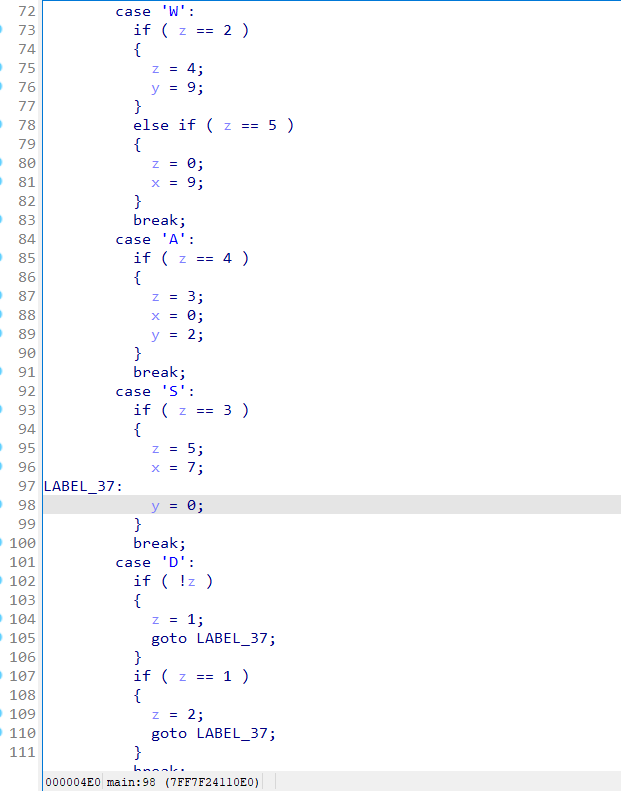 72 case 'W':
73 if ( z == 2 )
74 {
75 z = 4;
76 y = 9;
77 }
78 else if ( z == 5 )
79 {
80 z = 0;
81 x = 9;
82 }
83 break;
84 case 'A':
85 if ( z == 4 )
86 {
87 z = 3;
88 x = 0;
89 y = 2;
90 }
91 break;
92 case 'S':
93 if ( z == 3 )
94 {
95 z = 5;
96 x = 7;
97 LABEL_37:
98 y = 0;
99 }
100 break;
101 case 'D':
102 if ( !z )
103 {
104 z = 1;
105 goto LABEL_37;
106 }
107 if ( z == 1 )
108 {
109 z = 2;
110 goto LABEL_37;
111 }
break;
000004E0 main:98 (7FF7F24110E0)